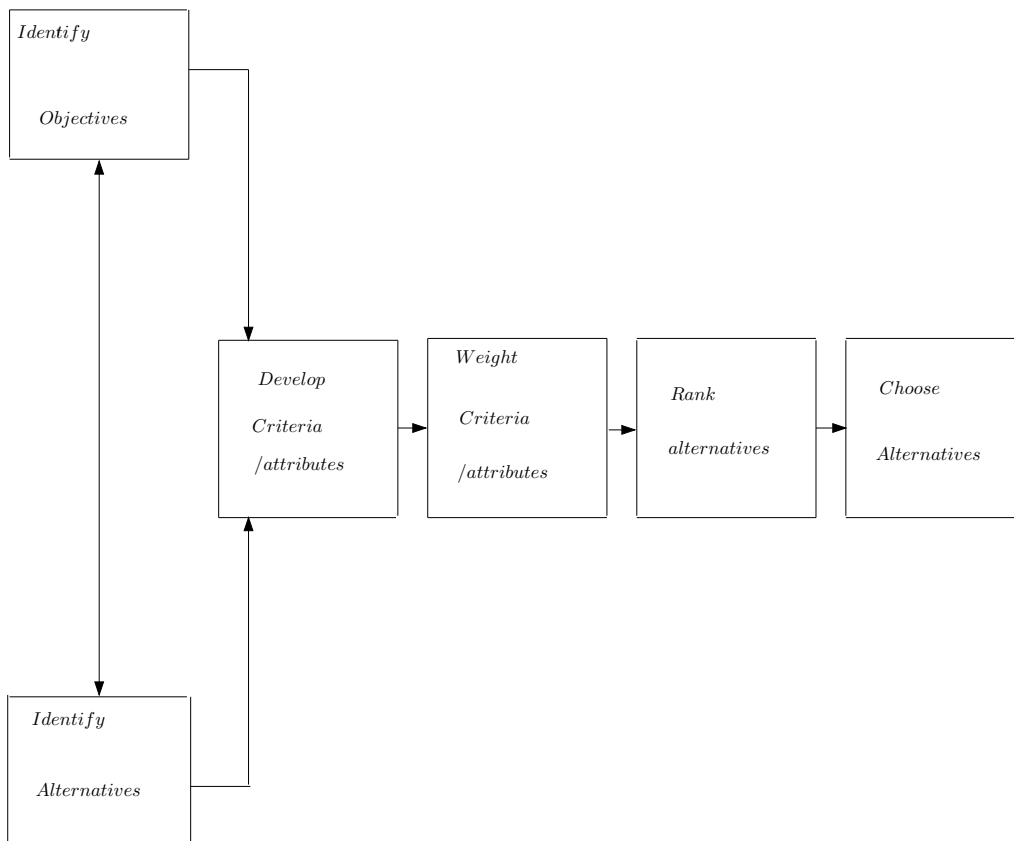 Identify
Objectives
Develop
Criteria
/attributes
Weight
Criteria
/attributes
Rank
alternatives
Choose
Alternatives
Identify
Alternatives